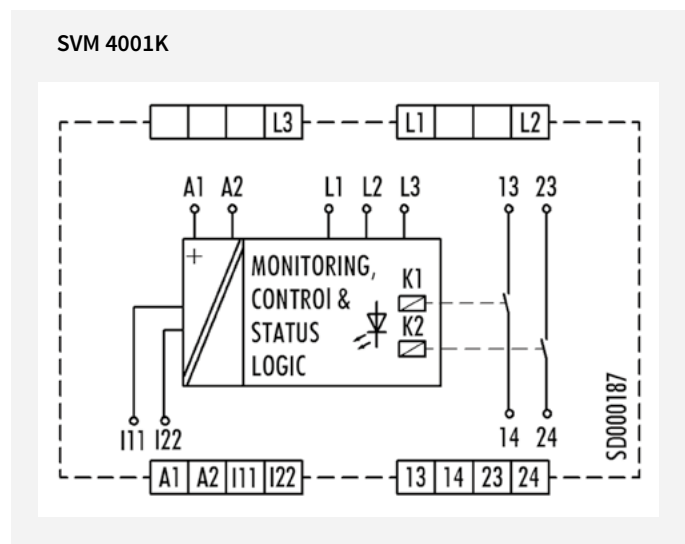 SVM 4001K
L3 L1 L2
A1 A2 L1 L2 L3 13 23
+
MONITORING,
CONTROl &
STATUS
LOGIC
K1
K2
I11 I22 14 24
A1 A2 I11 I22 13 14 23 24
SD000187